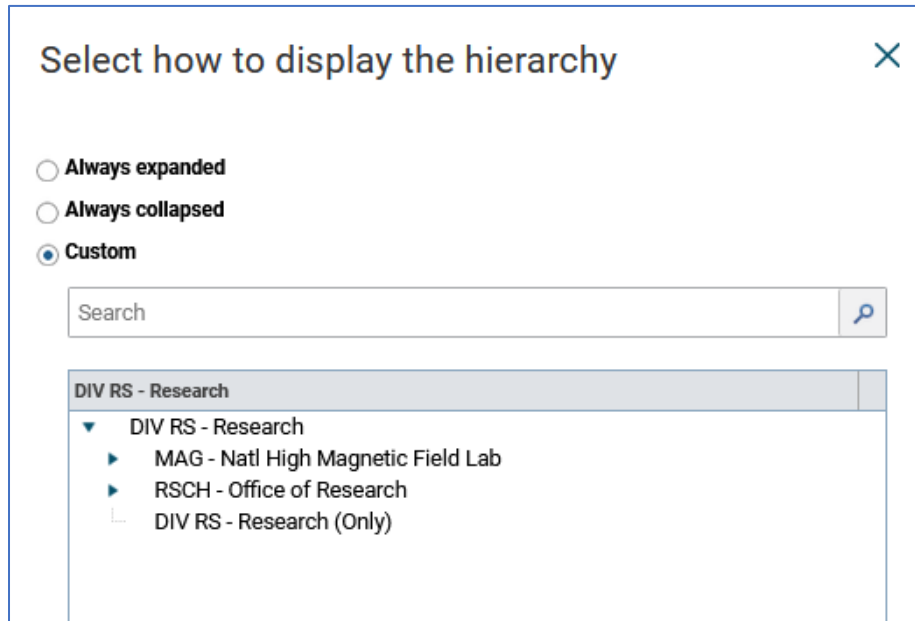 Select how to display the hierarchy
Always expanded
Always collapsed
Custom
Search
DIV RS - Research
DIV RS - Research
MAG - Natl High Magnetic Field Lab
RSCH - Office of Research
DIV RS - Research (Only)